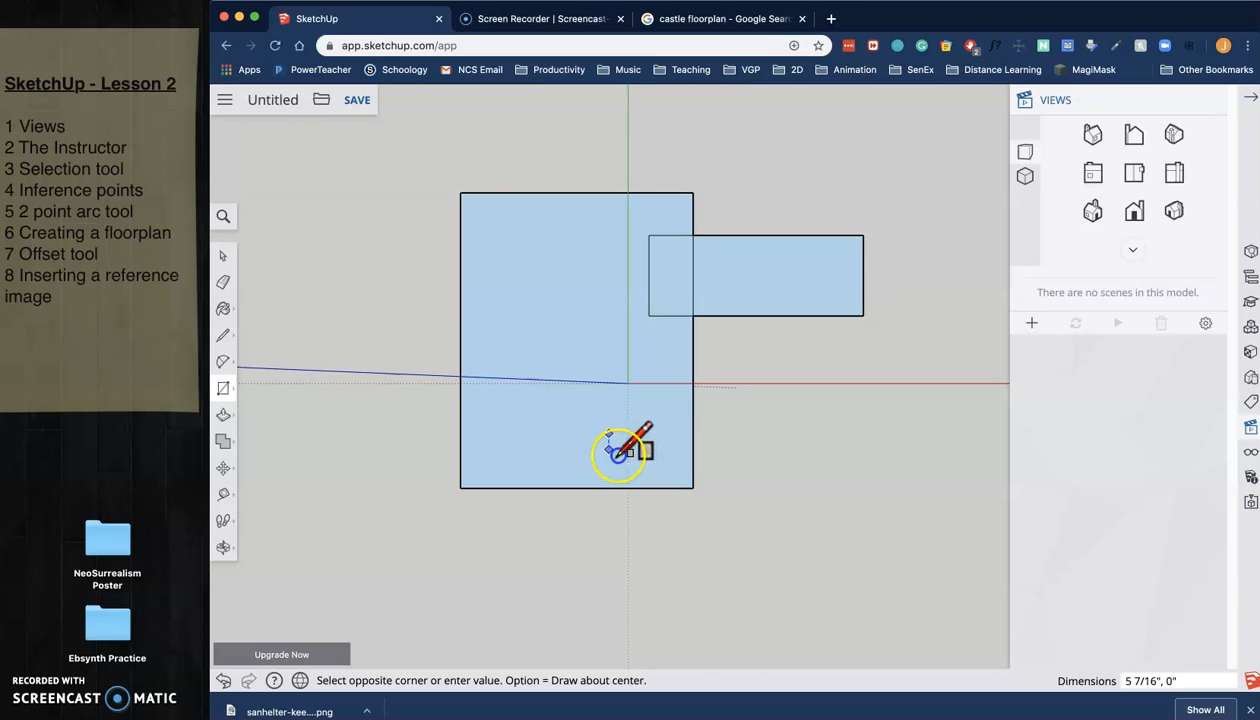 SketchUp
Screen Recorder | Screencast-
castle floorplan - Google Searc
app.sketchup.com/app
Apps
PowerTeacher
Schoology
NCS Email
Productivity
Music
Teaching
VGP
2D
Animation
SenEx
Distance Learning
MagiMask
Other Bookmarks
SketchUp - Lesson 2
1 Views
2 The Instructor
3 Selection tool
4 Inference points
5 2 point arc tool
6 Creating a floorplan
7 Offset tool
8 Inserting a reference
image
Untitled
SAVE
VIEWS
There are no scenes in this model.
NeoSurrealism
Poster
Ebsynth Practice
Upgrade Now
Select opposite corner or enter value. Option = Draw about center.
Dimensions
5 7/16", 0"
RECORDED WITH
SCREENCAST MATIC
sanhelter-kee....png
Show All